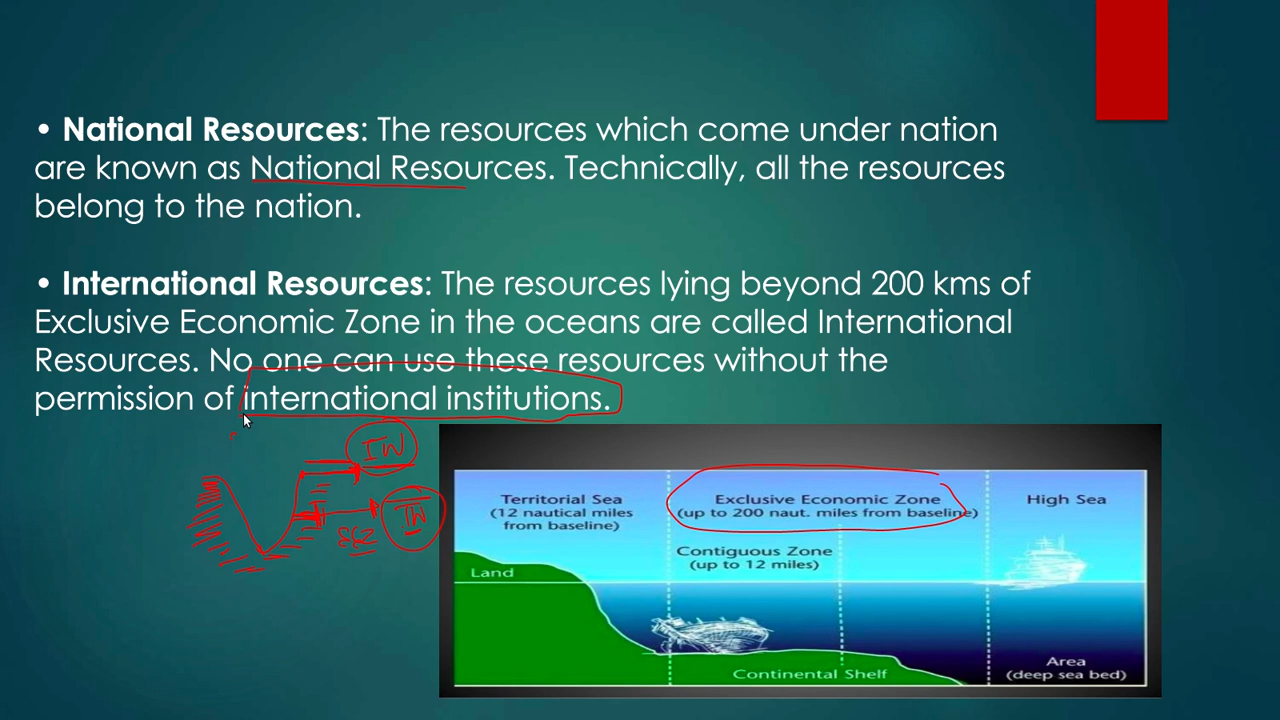 • National Resources: The resources which come under nation
are known as National Resources. Technically, all the resources
belong to the nation.
• International Resources: The resources lying beyond 200 kms of
Exclusive Economic Zone in the oceans are called International
Resources. No one can use these resources without the
permission of international institutions.
Territorial Sea
(12 nautical miles
from baseline)
Exclusive Economic Zone
(up to 200 naut. miles from baseline)
High Sea
Contiguous Zone
(up to 12 miles)
Land
Continental Shelf
Area
(deep sea bed)